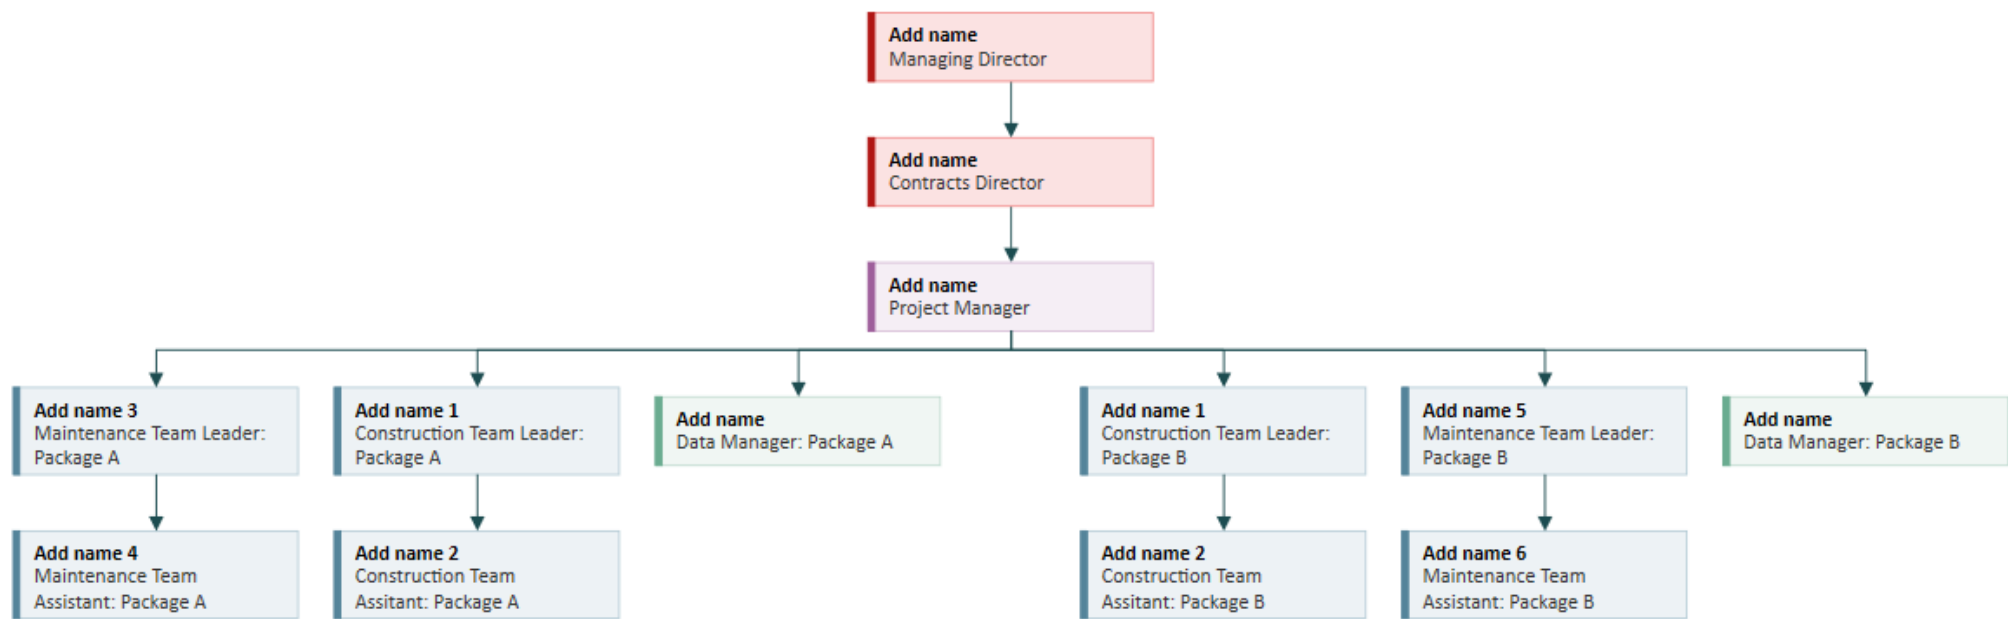 Add name
Managing Director
Add name
Contracts Director
Add name
Project Manager
Add name 3
Maintenance Team Leader:
Package A
Add name 1
Construction Team Leader:
Package A
Add name
Data Manager: Package A
Add name 1
Construction Team Leader:
Package B
Add name 5
Maintenance Team Leader:
Package B
Add name
Data Manager: Package B
Add name 4
Maintenance Team
Assistant: Package A
Add name 2
Construction Team
Assitant: Package A
Add name 2
Construction Team
Assitant: Package B
Add name 6
Maintenance Team
Assistant: Package B